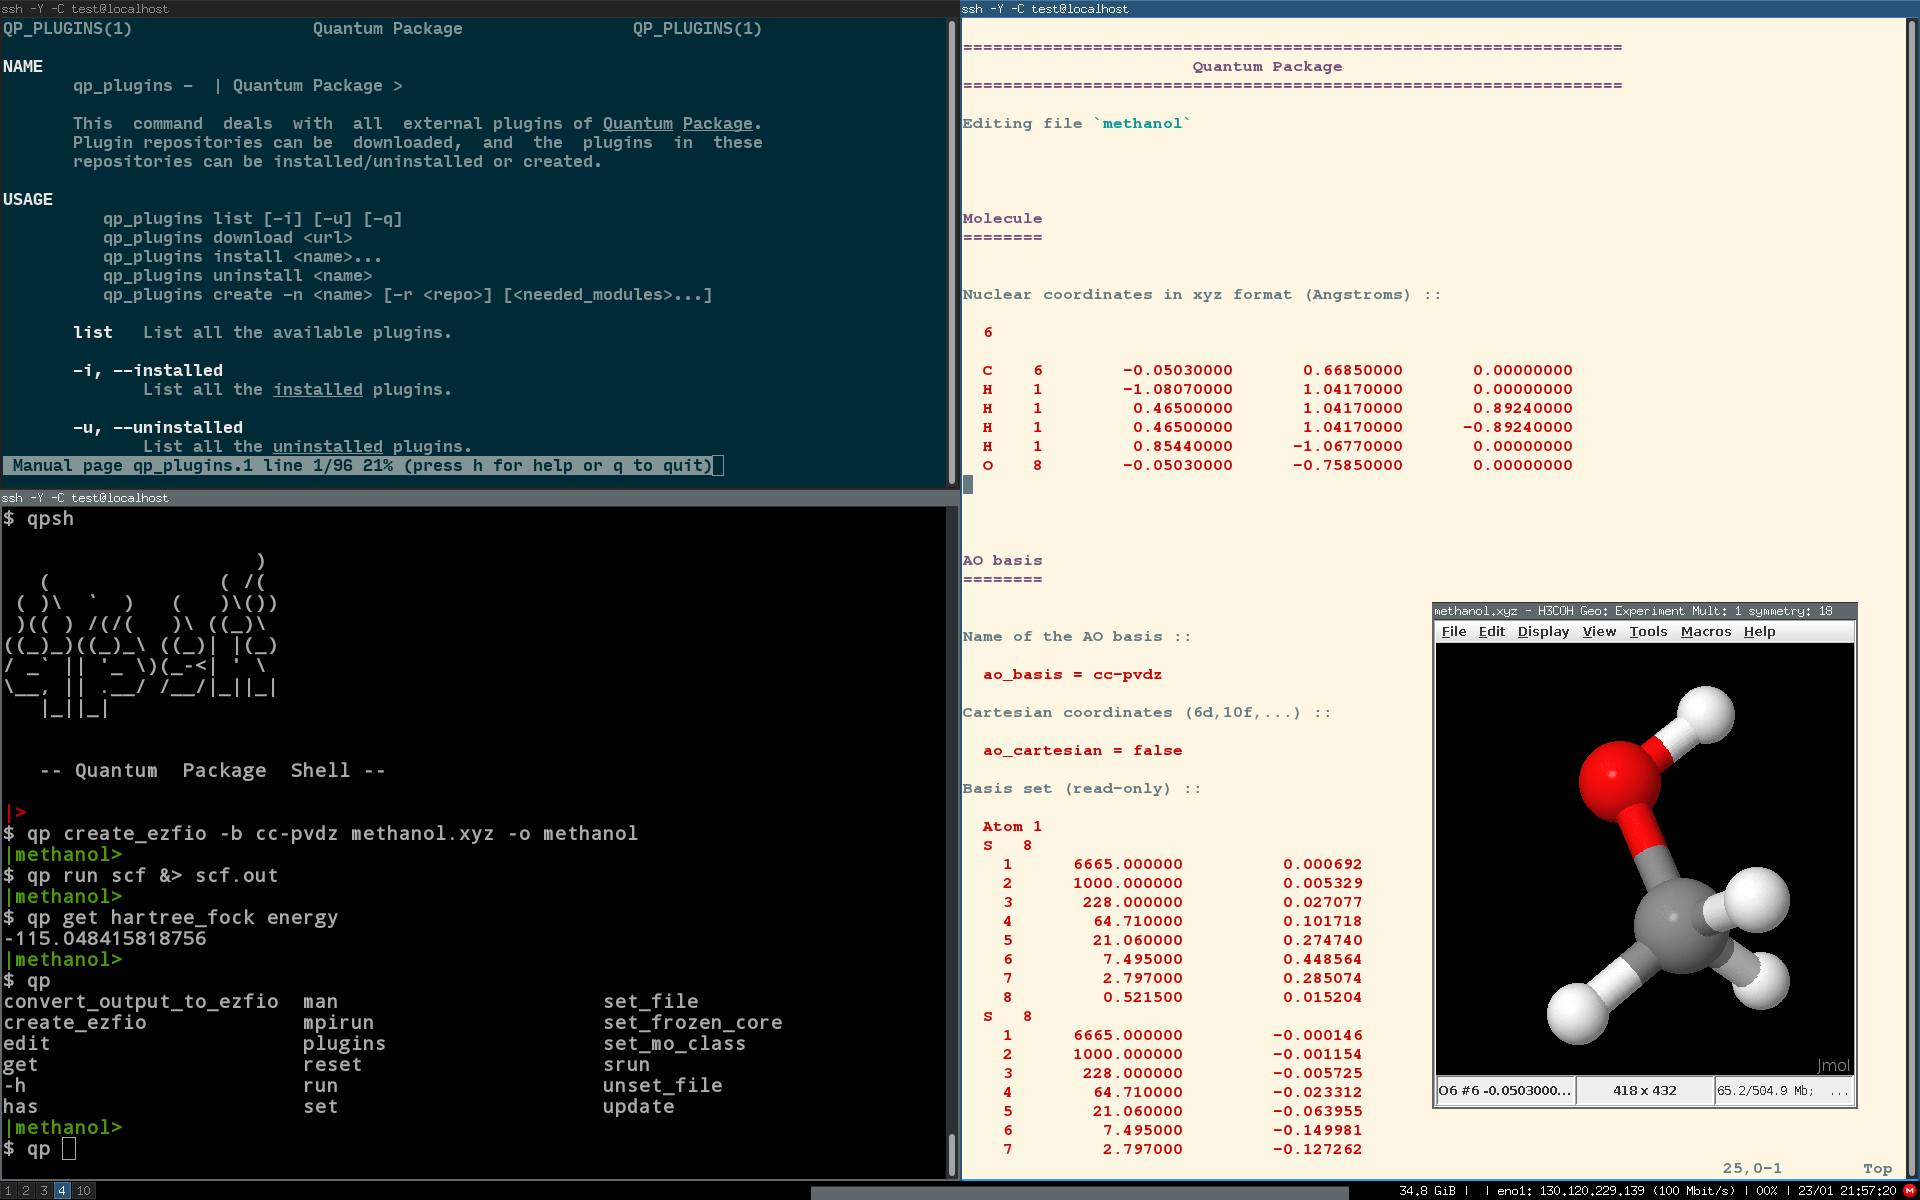 ssh -Y -C test@localhost
QP_PLUGINS(1) Quantum Package QP_PLUGINS(1)
NAME
qp_plugins - | Quantum Package >
This command deals with all external plugins of Quantum Package.
Plugin repositories can be downloaded, and the plugins in these
repositories can be installed/uninstalled or created.
USAGE
qp_plugins list [-i] [-u] [-q]
qp_plugins download <url>
qp_plugins install <name>...
qp_plugins uninstall <name>
qp_plugins create -n <name> [-r <repo>] [<needed_modules>...]
list List all the available plugins.
-i, --installed
List all the installed plugins.
-u, --uninstalled
List all the uninstalled plugins.
Manual page qp_plugins.1 line 1/96 21% (press h for help or q to quit)
ssh -Y -C test@localhost
$ qpsh
-- Quantum Package Shell --
|>
$ qp create_ezfio -b cc-pvdz methanol.xyz -o methanol
|methanol>
$ qp run scf &> scf.out
|methanol>
$ qp get hartree_fock energy
-115.048415818756
|methanol>
$ qp
convert_output_to_ezfio man set_file
create_ezfio mpirun set_frozen_core
edit plugins set_mo_class
get reset srun
-h run unset_file
has set update
|methanol>
$ qp
ssh -Y -C test@localhost
==================================================================
Quantum Package
==================================================================
Editing file `methanol`
Molecule
========
Nuclear coordinates in xyz format (Angstroms) ::
6
C 6 -0.05030000 0.66850000 0.00000000
H 1 -1.08070000 1.04170000 0.00000000
H 1 0.46500000 1.04170000 0.89240000
H 1 0.46500000 1.04170000 -0.89240000
H 1 0.85440000 -1.06770000 0.00000000
O 8 -0.05030000 -0.75850000 0.00000000
AO basis
========
Name of the AO basis ::
ao_basis = cc-pvdz
Cartesian coordinates (6d,10f,...) ::
ao_cartesian = false
Basis set (read-only) ::
Atom 1
S 8
1 6665.000000 0.000692
2 1000.000000 0.005329
3 228.000000 0.027077
4 64.710000 0.101718
5 21.060000 0.274740
6 7.495000 0.448564
7 2.797000 0.285074
8 0.521500 0.015204
S 8
1 6665.000000 -0.000146
2 1000.000000 -0.001154
3 228.000000 -0.005725
4 64.710000 -0.023312
5 21.060000 -0.063955
6 7.495000 -0.149981
7 2.797000 -0.127262
25,0-1 Top
methanol.xyz - H3COH Geo: Experiment Mult: 1 symmetry: 18
File Edit Display View Tools Macros Help
Jmol
O6 #6 -0.0503000... 418 x 432 65.2/504.9 Mb; ...
1 2 3 4 10
34.8 GiB | | eno1: 130.120.229.139 (100 Mbit/s) | 00% | 23/01 21:57:20 M